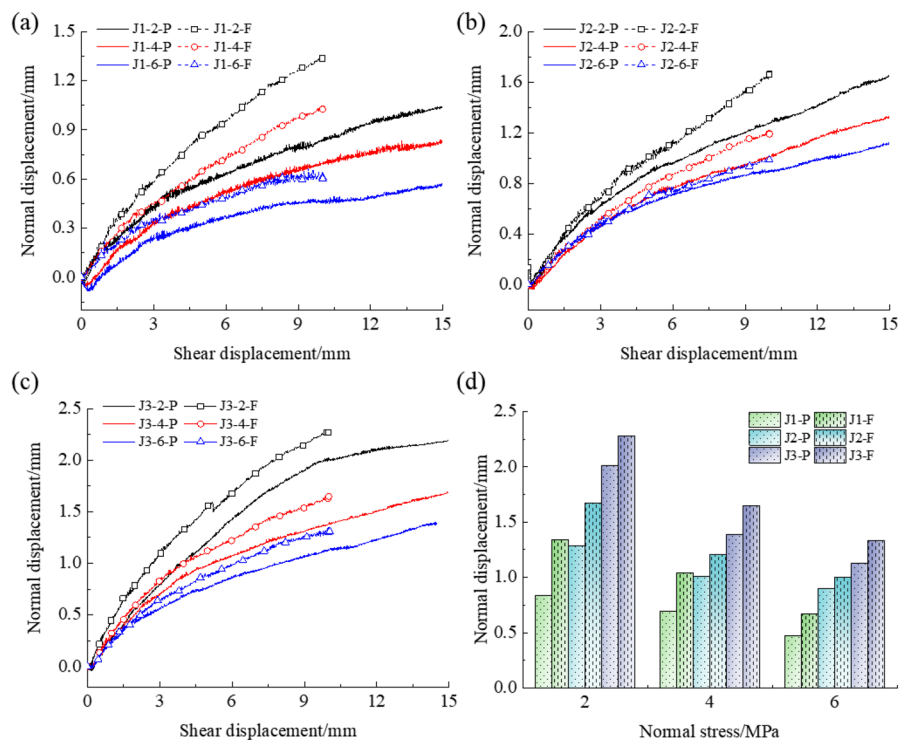 (a)
J1-2-P J1-2-F
J1-4-P J1-4-F
J1-6-P J1-6-F
1.5
1.2
0.9
0.6
0.3
0.0
Normal displacement/mm
0 3 6 9 12 15
Shear displacement/mm
(b)
J2-2-P J2-2-F
J2-4-P J2-4-F
J2-6-P J2-6-F
2.0
1.6
1.2
0.8
0.4
0.0
Normal displacement/mm
0 3 6 9 12 15
Shear displacement/mm
(c)
J3-2-P J3-2-F
J3-4-P J3-4-F
J3-6-P J3-6-F
2.5
2.0
1.5
1.0
0.5
0.0
Normal displacement/mm
0 3 6 9 12 15
Shear displacement/mm
(d)
J1-P J1-F
J2-P J2-F
J3-P J3-F
2.5
2.0
1.5
1.0
0.5
0.0
Normal displacement/mm
2 4 6
Normal stress/MPa